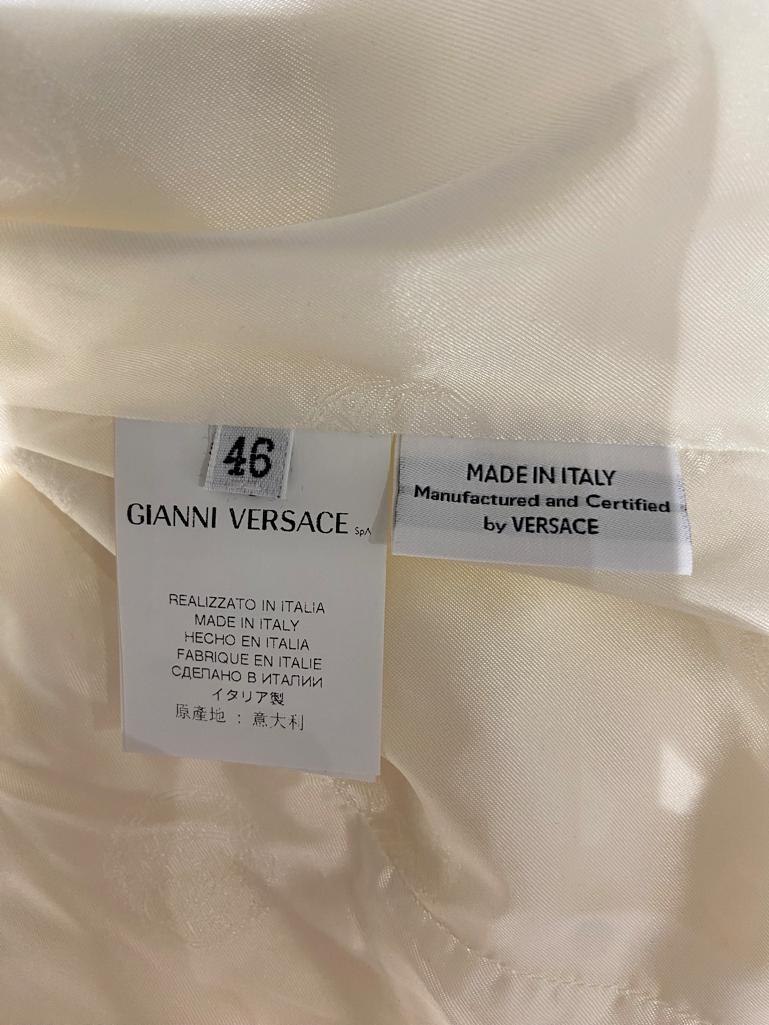 46
GIANNI VERSACE SpA
REALIZZATO IN ITALIA
MADE IN ITALY
HECHO EN ITALIA
FABRIQUE EN ITALIE
СДЕЛАНО В ИТАЛИИ
イタリア製
原產地 : 意大利
MADE IN ITALY
Manufactured and Certified
by VERSACE